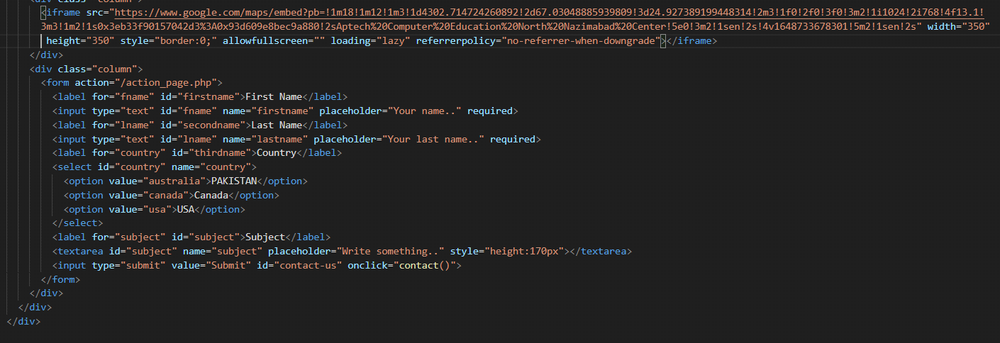 <div class="column">
<iframe src="https://www.google.com/maps/embed?pb=!1m18!1m12!1m3!1d4302.714724260892!2d67.03048885939809!3d24.927389199448314!2m3!1f0!2f0!3f0!3m2!1i1024!2i768!4f13.1!
3m3!1m2!1s0x3eb33f90157042d3%3A0x93d609e8bec9a880!2sAptech%20Computer%20Education%20North%20Nazimabad%20Center!5e0!3m2!1sen!2s!4v1648733678301!5m2!1sen!2s" width="350"
height="350" style="border:0;" allowfullscreen="" loading="lazy" referrerpolicy="no-referrer-when-downgrade"></iframe>
</div>
<div class="column">
<form action="/action_page.php">
<label for="fname" id="firstname">First Name</label>
<input type="text" id="fname" name="firstname" placeholder="Your name.." required>
<label for="lname" id="secondname">Last Name</label>
<input type="text" id="lname" name="lastname" placeholder="Your last name.." required>
<label for="country" id="thirdname">Country</label>
<select id="country" name="country">
<option value="australia">PAKISTAN</option>
<option value="canada">Canada</option>
<option value="usa">USA</option>
</select>
<label for="subject" id="subject">Subject</label>
<textarea id="subject" name="subject" placeholder="Write something.." style="height:170px"></textarea>
<input type="submit" value="Submit" id="contact-us" onclick="contact()">
</form>
</div>
</div>
</div>